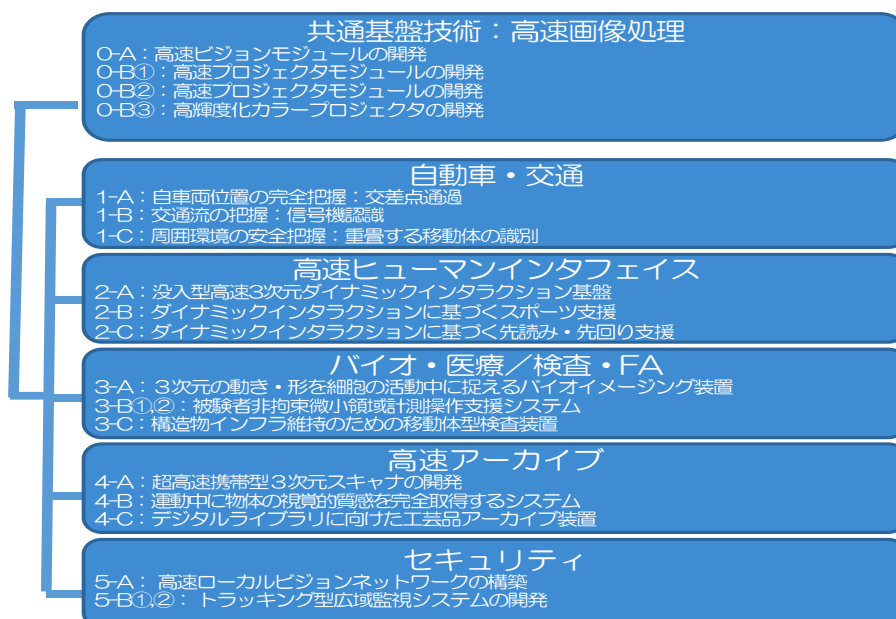 共通基盤技術：高速画像処理
0-A：高速ビジョンモジュールの開発
0-B①：高速プロジェクタモジュールの開発
0-B②：高速プロジェクタモジュールの開発
0-B③：高輝度化カラープロジェクタの開発
自動車・交通
1-A：自車両位置の完全把握：交差点通過
1-B：交通流の把握：信号機認識
1-C：周囲環境の安全把握：重畳する移動体の識別
高速ヒューマンインタフェイス
2-A：没入型高速3次元ダイナミックインタラクション基盤
2-B：ダイナミックインタラクションに基づくスポーツ支援
2-C：ダイナミックインタラクションに基づく先読み・先回り支援
バイオ・医療／検査・FA
3-A：３次元の動き・形を細胞の活動中に捉えるバイオイメージング装置
3-B①,②：被験者非拘束微小領域計測操作支援システム
3-C：構造物インフラ維持のための移動体型検査装置
高速アーカイブ
4-A：超高速携帯型３次元スキャナの開発
4-B：運動中に物体の視覚的質感を完全取得するシステム
4-C：デジタルライブラリに向けた工芸品アーカイブ装置
セキュリティ
5-A： 高速ローカルビジョンネットワークの構築
5-B①,②： トラッキング型広域監視システムの開発